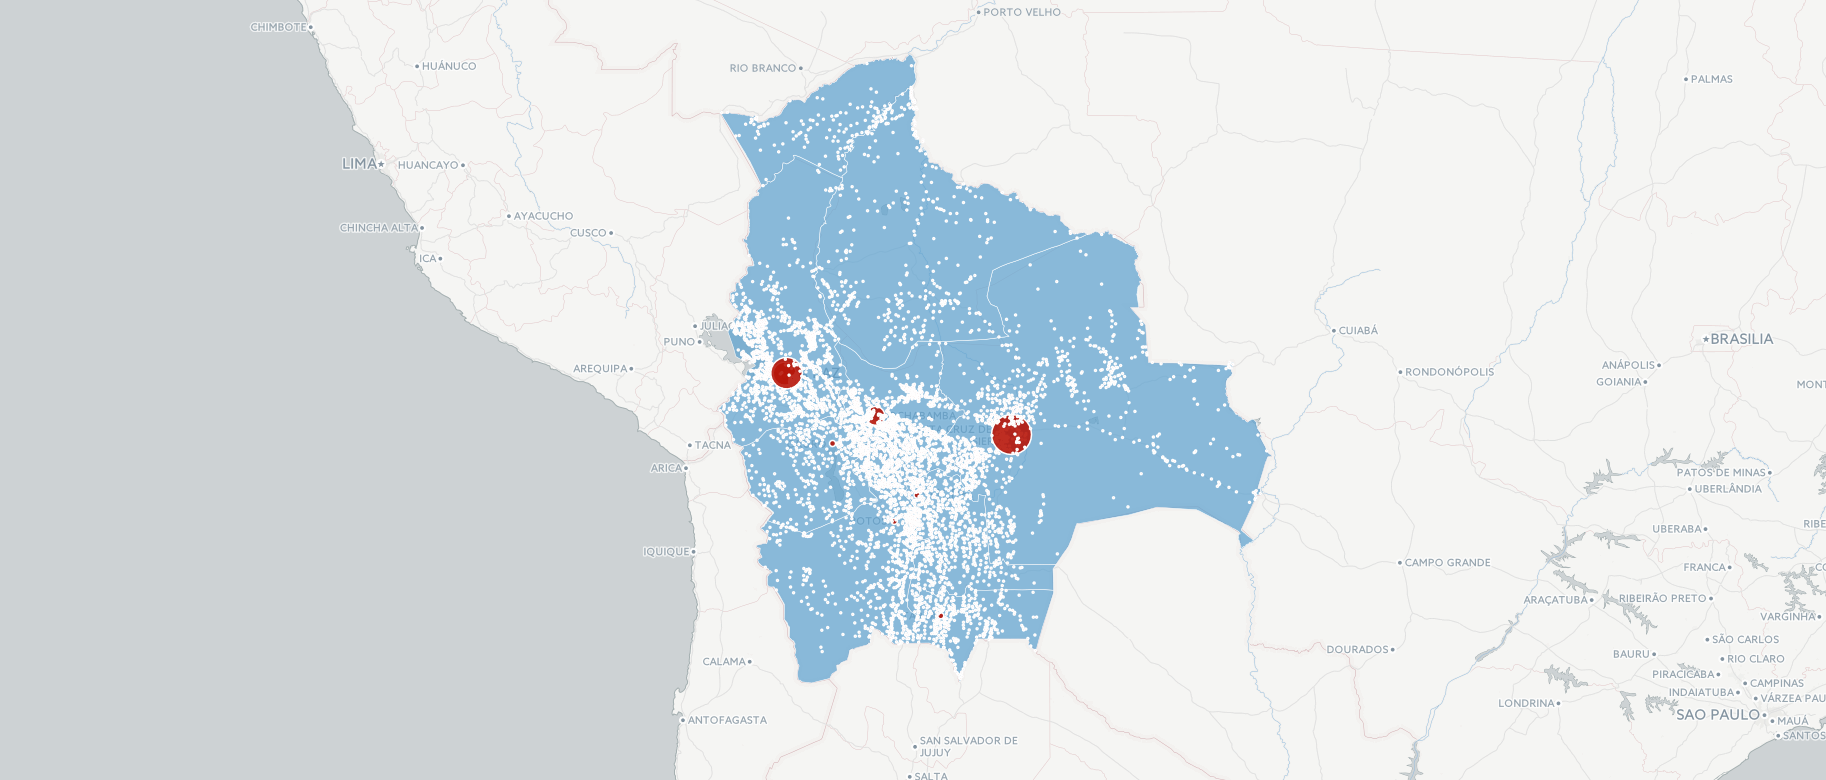 PORTO VELHO
CHIMBOTE
HUÁNUCO
RIO BRANCO
PALMAS
LIMA
HUANCAYO
AYACUCHO
CHINCHA ALTA
CUSCO
ICA
PUNO
CUIABÁ
BRASILIA
ANÁPOLIS
AREQUIPA
RONDONÓPOLIS
GOIANIA
MONT
TACNA
ARICA
PATOS DE MINAS
UBERLÂNDIA
IQUIQUE
UBERABA
RIBE
CAMPO GRANDE
FRANCA
CO
ARAÇATUBA
RIBEIRÃO PRETO
VARGINHA
SÃO CARLOS
DOURADOS
BAURU
RIO CLARO
CALAMA
PIRACICABA
CAMPINAS
INDAIATUBA
VÁRZEA PAU
LONDRINA
SAO PAULO
MAUÁ
ANTOFAGASTA
SANTOS
SAN SALVADOR DE
JUJUY
SALTA